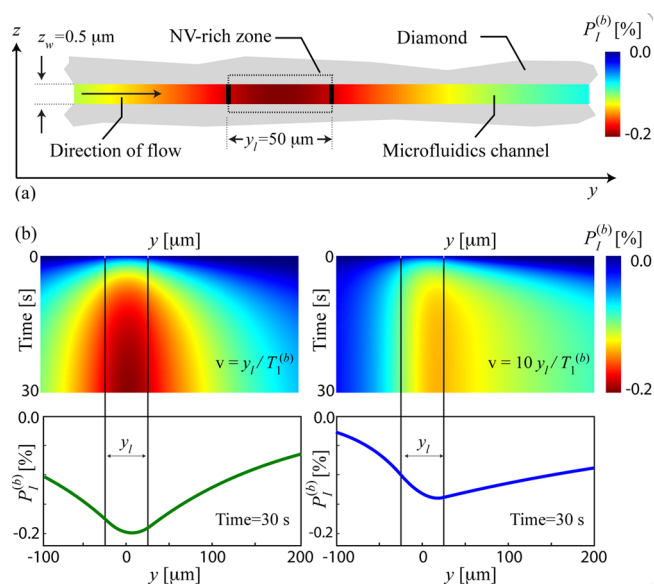 z
z_w=0.5 μm
NV-rich zone
Diamond
P_I^(b) [%]
0.0
-0.2
Direction of flow
y_l=50 μm
Microfluidics channel
(a)
y
(b)
y [μm]
y [μm]
P_I^(b) [%]
0
Time [s]
30
v = y_l / T_1^(b)
0
Time [s]
30
v = 10 y_l / T_1^(b)
0.0
-0.2
0.0
P_I^(b) [%]
-0.2
y_l
Time=30 s
-100 0 100 200
y [μm]
0.0
P_I^(b) [%]
-0.2
y_l
Time=30 s
-100 0 100 200
y [μm]